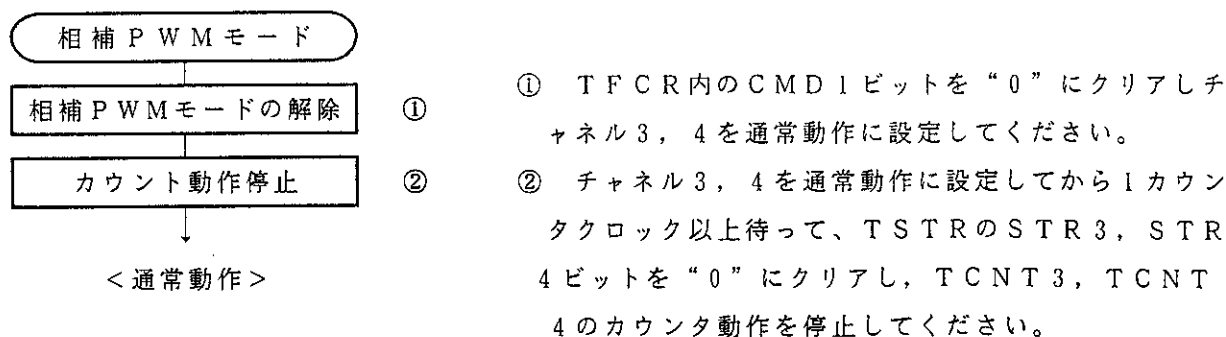 相補PWMモード
相補PWMモードの解除 ①
カウント動作停止 ②
<通常動作>
① TFCR内のCMD1ビットを“0”にクリアしチ
ャネル3，4を通常動作に設定してください。
② チャネル3，4を通常動作に設定してから1カウン
タクロック以上待って、TSTRのSTR3，STR
4ビットを“0”にクリアし，TCNT3，TCNT
4のカウンタ動作を停止してください。